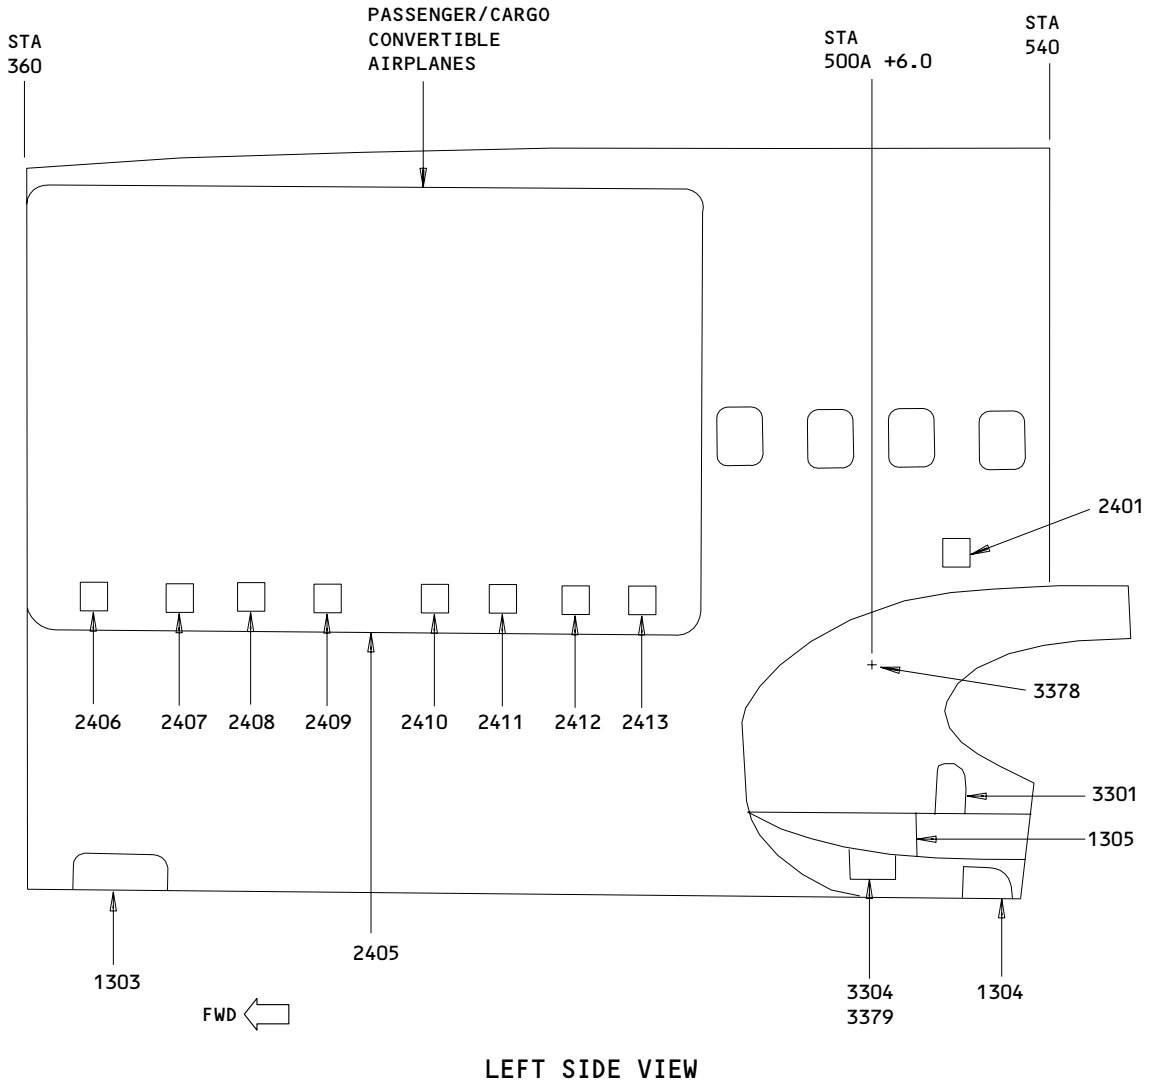 PASSENGER/CARGO
CONVERTIBLE
AIRPLANES
STA
360
STA
500A +6.0
STA
540
2401
2406
2407
2408
2409
2410
2411
2412
2413
3378
3301
1305
2405
1303
3304
3379
1304
FWD
LEFT SIDE VIEW